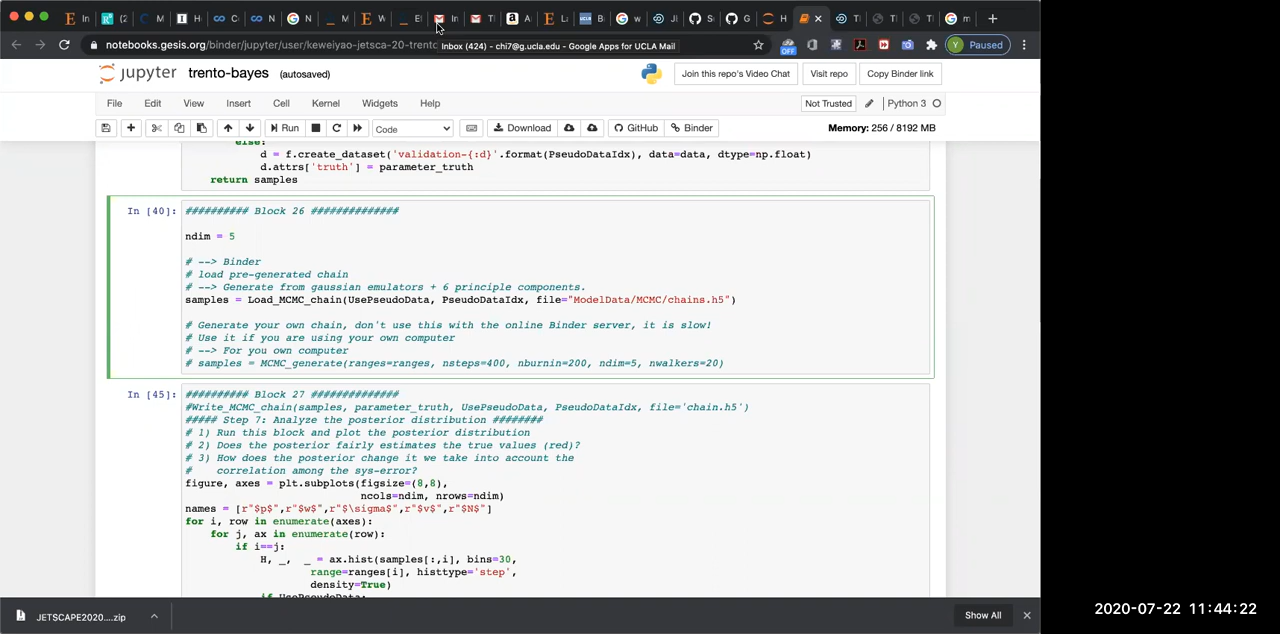 notebooks.gesis.org/binder/jupyter/user/keweiyao-jetsca-20-trento
Inbox (424) - chi7@g.ucla.edu - Google Apps for UCLA Mail
OFF
Y Paused
jupyter trento-bayes (autosaved)
Join this repo's Video Chat
Visit repo
Copy Binder link
File Edit View Insert Cell Kernel Widgets Help
Not Trusted
Python 3
Run
Code
Download
GitHub
Binder
Memory: 256 / 8192 MB
else:
d = f.create_dataset('validation-{:d}'.format(PseudoDataIdx), data=data, dtype=np.float)
d.attrs['truth'] = parameter_truth
return samples
In [40]:
########## Block 26 ##############
ndim = 5
# --> Binder
# load pre-generated chain
# --> Generate from gaussian emulators + 6 principle components.
samples = Load_MCMC_chain(UsePseudoData, PseudoDataIdx, file="ModelData/MCMC/chains.h5")
# Generate your own chain, don't use this with the online Binder server, it is slow!
# Use it if you are using your own computer
# --> For you own computer
# samples = MCMC_generate(ranges=ranges, nsteps=400, nburnin=200, ndim=5, nwalkers=20)
In [45]:
########## Block 27 ##############
#Write_MCMC_chain(samples, parameter_truth, UsePseudoData, PseudoDataIdx, file='chain.h5')
##### Step 7: Analyze the posterior distribution ########
# 1) Run this block and plot the posterior distribution
# 2) Does the posterior fairly estimates the true values (red)?
# 3) How does the posterior change it we take into account the
# correlation among the sys-error?
figure, axes = plt.subplots(figsize=(8,8),
ncols=ndim, nrows=ndim)
names = [r"$p$",r"$w$",r"$\sigma$",r"$v$",r"$N$"]
for i, row in enumerate(axes):
for j, ax in enumerate(row):
if i==j:
H, _, _ = ax.hist(samples[:,i], bins=30,
range=ranges[i], histtype='step',
density=True)
if UsePseudoData:
JETSCAPE2020....zip
Show All
2020-07-22 11:44:22